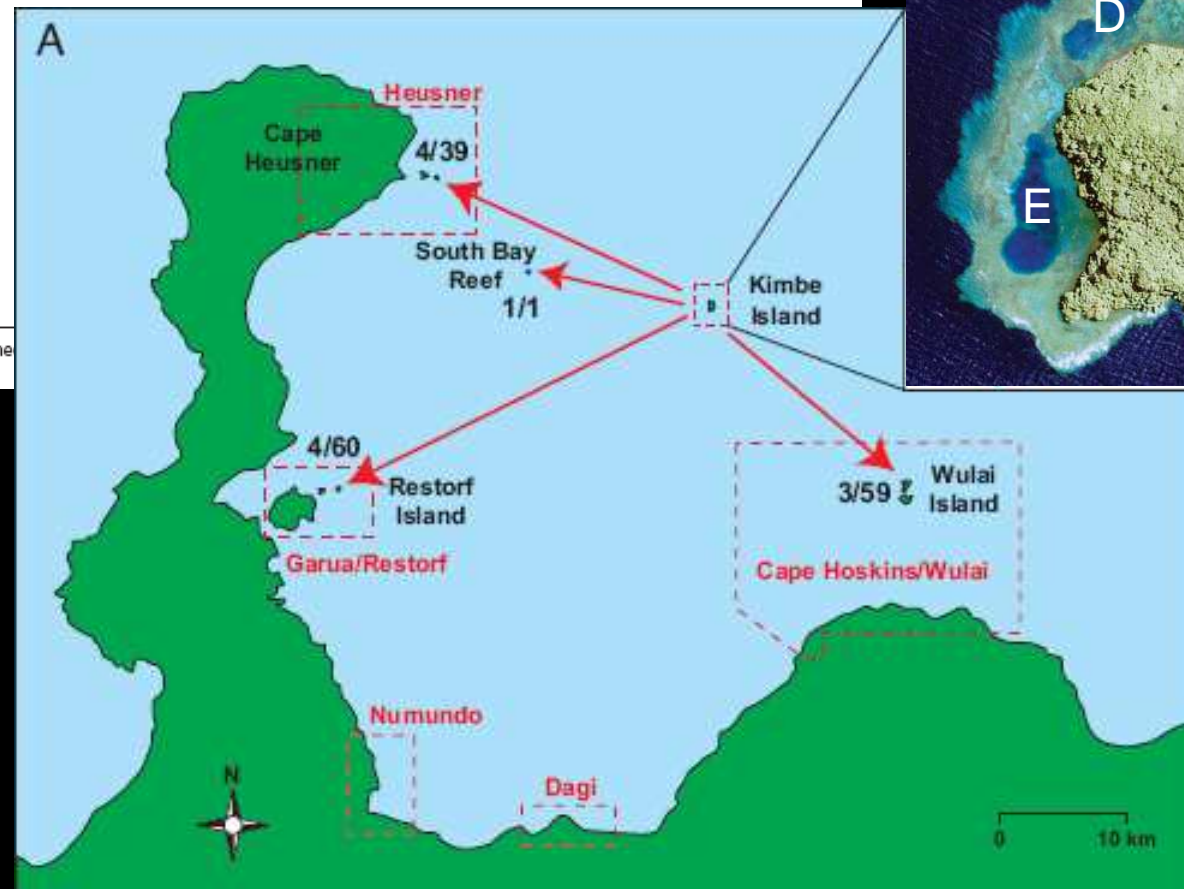 A
D
Heusner
Cape
Heusner
4/39
E
South Bay
Reef
1/1
Kimbe
Island
4/60
Restorf
Island
Garua/Restorf
3/59
Wulai
Island
Cape Hoskins/Wulai
Numundo
Dagi
N
0
10 km